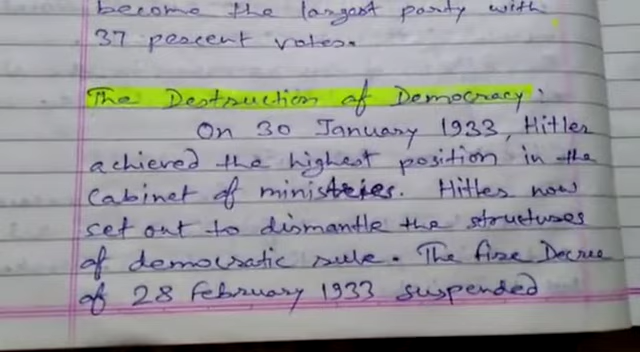 become the largest party with
37 percent votes.
The Destruction of Democracy:
On 30 January 1933, Hitler
achieved the highest position in the
Cabinet of ministries. Hitler now
set out to dismantle the structures
of democratic rule. The fire Decree
of 28 February 1933 suspended